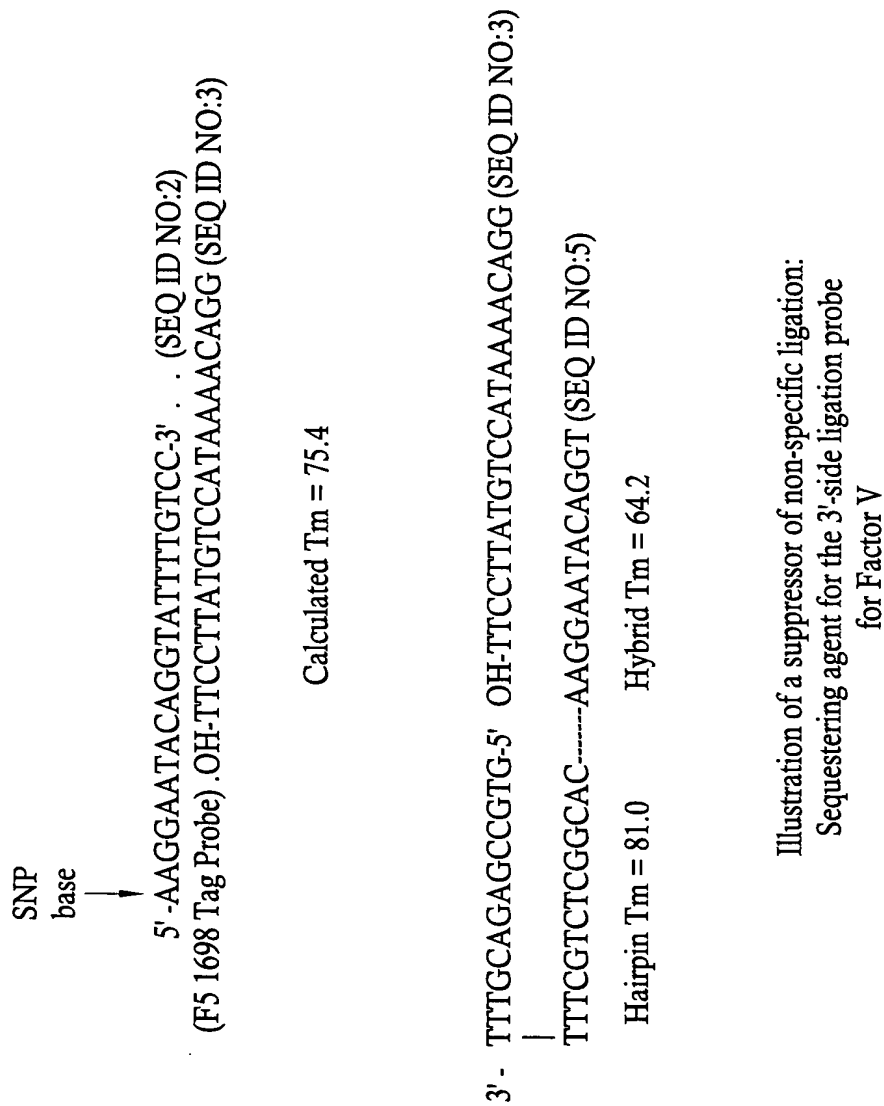 SNP
base
5'-AAGGAATACAGGTATTTTGTCC-3' . . (SEQ ID NO:2)
(F5 1698 Tag Probe) .OH-TTCCTTATGTCCATAAAACAGG (SEQ ID NO:3)
Calculated Tm = 75.4
3' - TTTGCAGAGCCGTG-5' OH-TTCCTTATGTCCATAAAACAGG (SEQ ID NO:3)
TTTCGTCTCGGCAC-------AAGGAATACAGGT (SEQ ID NO:5)
Hairpin Tm = 81.0 Hybrid Tm = 64.2
Illustration of a suppressor of non-specific ligation:
Sequestering agent for the 3'-side ligation probe
for Factor V